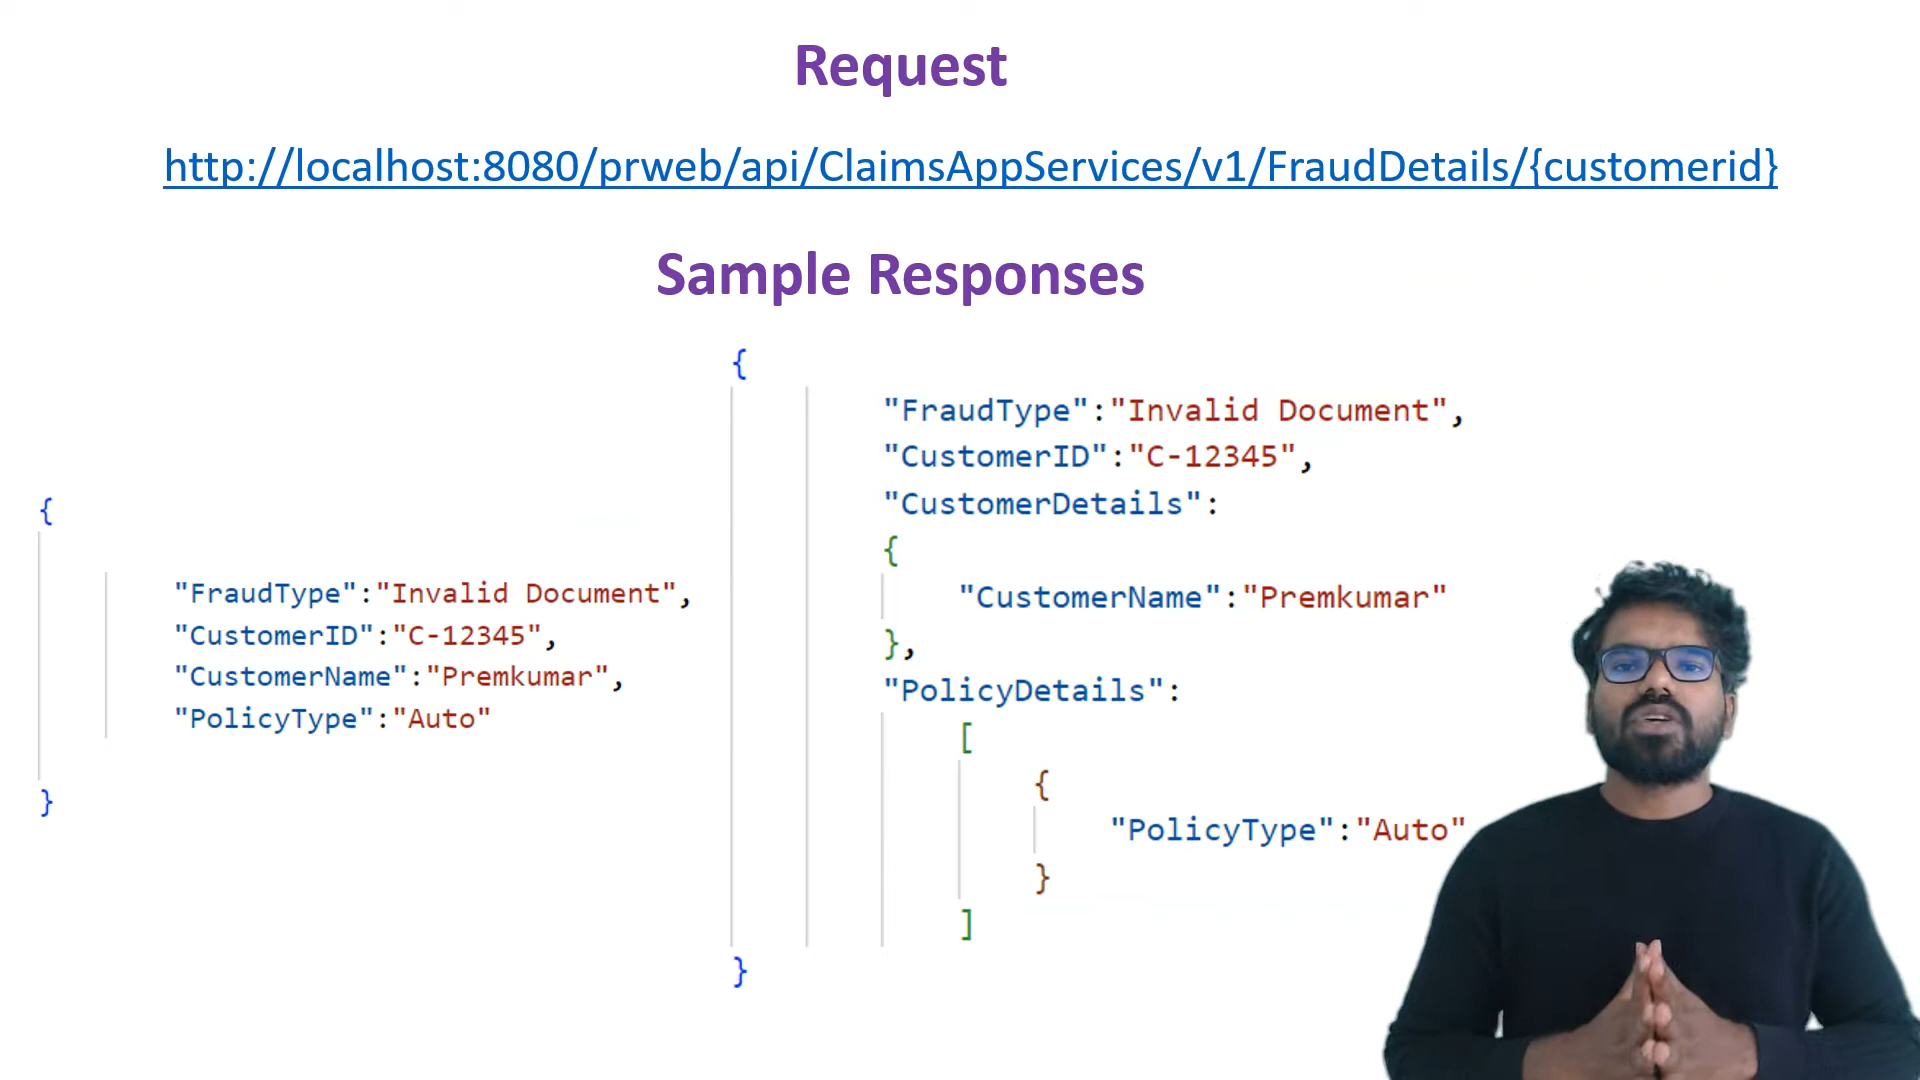 Request
http://localhost:8080/prweb/api/ClaimsAppServices/v1/FraudDetails/{customerid}
Sample Responses
{
"FraudType":"Invalid Document",
"CustomerID":"C-12345",
"CustomerName":"Premkumar",
"PolicyType":"Auto"
}
{
"FraudType":"Invalid Document",
"CustomerID":"C-12345",
"CustomerDetails":
{
"CustomerName":"Premkumar"
},
"PolicyDetails":
[
{
"PolicyType":"Auto"
}
]
}